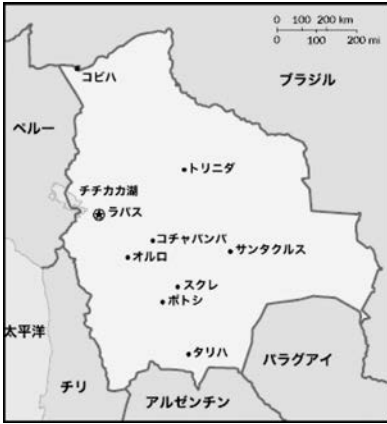 0 100 200 km
0 100 200 mi
コビハ
ブラジル
ペルー
トリニダ
チチカカ湖
ラパス
コチャバンバ
サンタクルス
オルロ
スクレ
ポトシ
太平洋
タリハ
パラグアイ
チリ
アルゼンチン